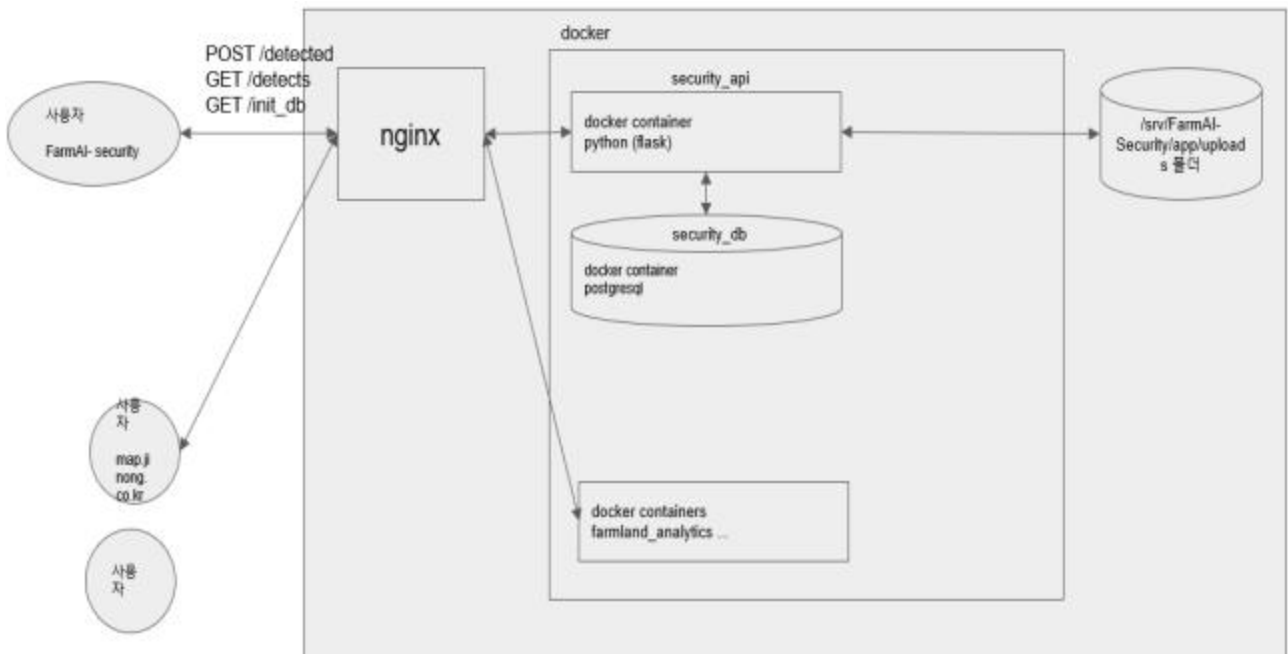 docker
POST /detected
GET /detects
GET /init_db
사용자
FarmAI- security
nginx
security_api
docker container
python (flask)
/srv/FarmAI-
Security/app/upload
s 폴더
security_db
docker container
postgresql
사용
자
map.ji
nong.
co.kr
docker containers
farmland_analytics ...
사용
자